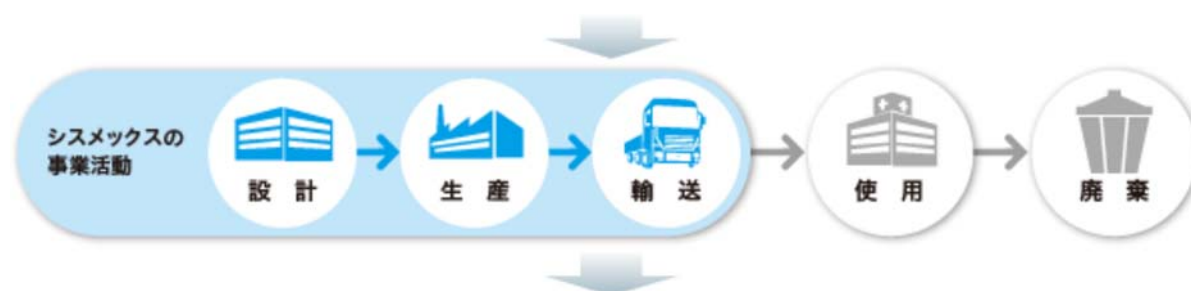 シスメックスの
事業活動
設計
生産
輸送
使用
廃棄